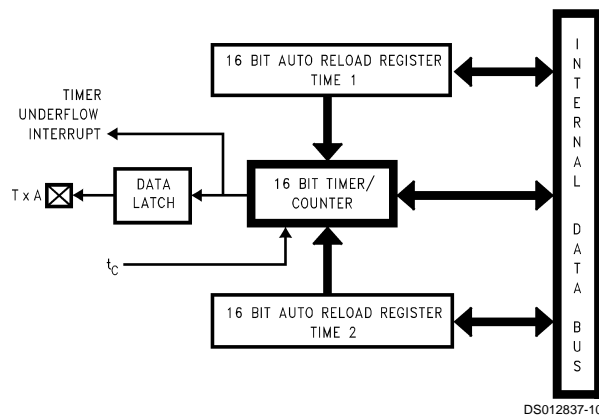 16 BIT AUTO RELOAD REGISTER
TIME 1
TIMER
UNDERFLOW
INTERRUPT
T x A
DATA
LATCH
16 BIT TIMER/
COUNTER
tC
16 BIT AUTO RELOAD REGISTER
TIME 2
INTERNAL DATA BUS
DS012837-10